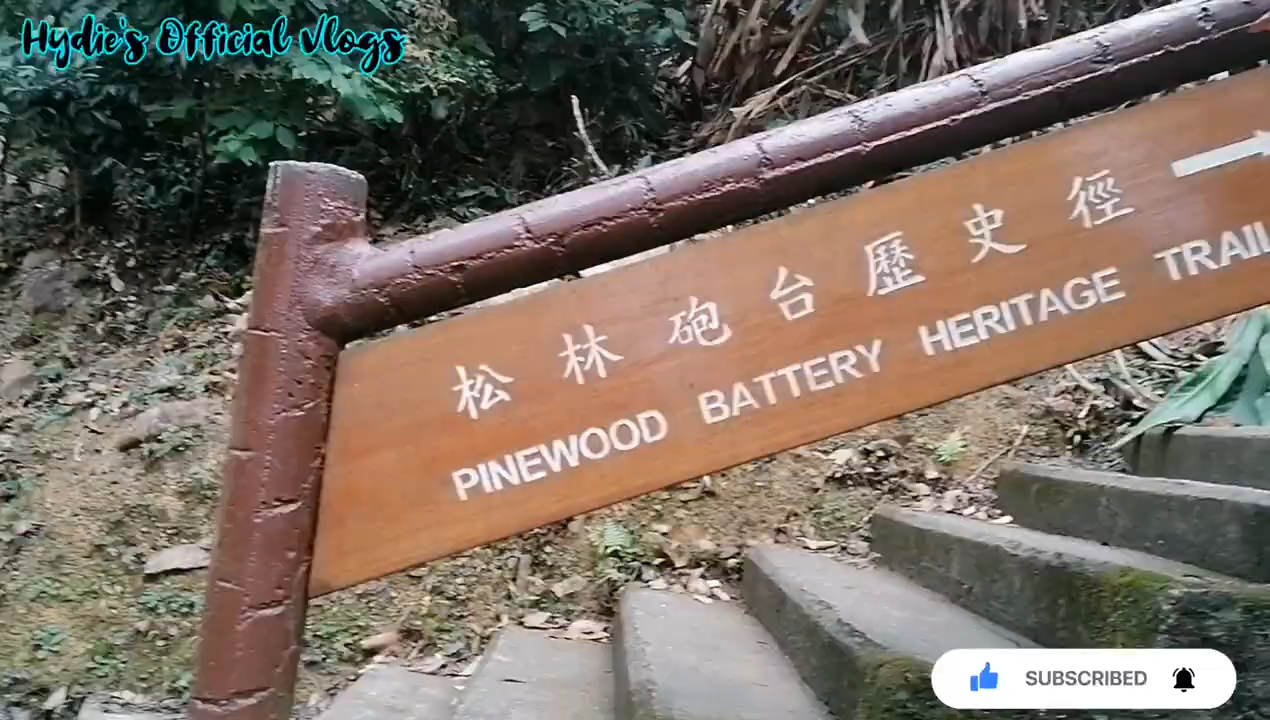 Hydie's Official Vlogs
松林砲台歷史徑
PINEWOOD BATTERY HERITAGE TRAIL
SUBSCRIBED